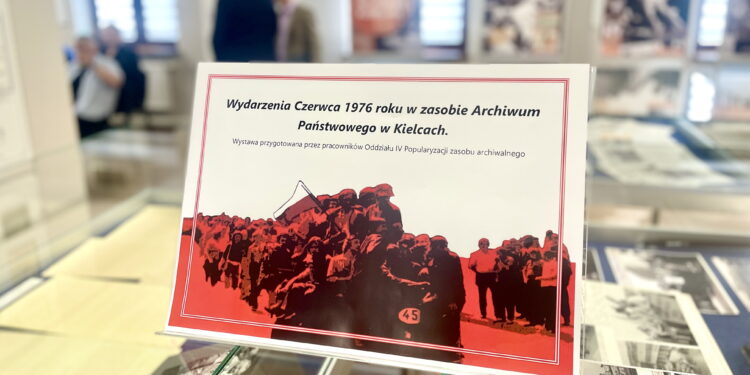 Wydarzenia Czerwca 1976 roku w zasobie Archiwum
Państwowego w Kielcach.
Wystawa przygotowana przez pracowników Oddziału IV Popularyzacji zasobu archiwalnego
45